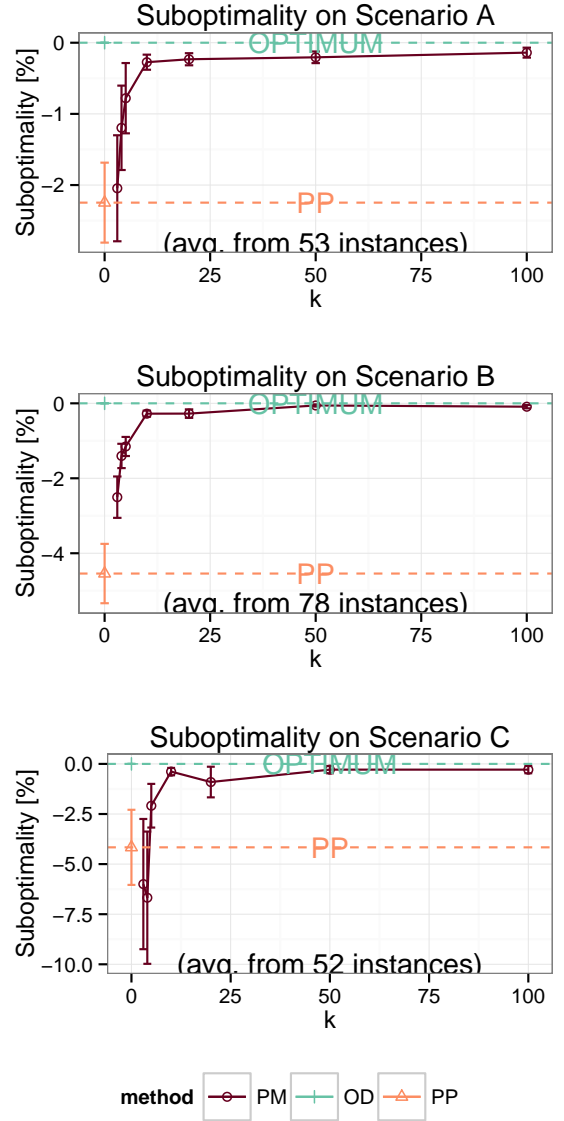 Suboptimality on Scenario A
Suboptimality [%]
0
−1
−2
OPTIMUM
PP
(avg. from 53 instances)
0 25 50 75 100
k
Suboptimality on Scenario B
Suboptimality [%]
0
−2
−4
OPTIMUM
PP
(avg. from 78 instances)
0 25 50 75 100
k
Suboptimality on Scenario C
Suboptimality [%]
0.0
−2.5
−5.0
−7.5
−10.0
OPTIMUM
PP
(avg. from 52 instances)
0 25 50 75 100
k
method PM OD PP